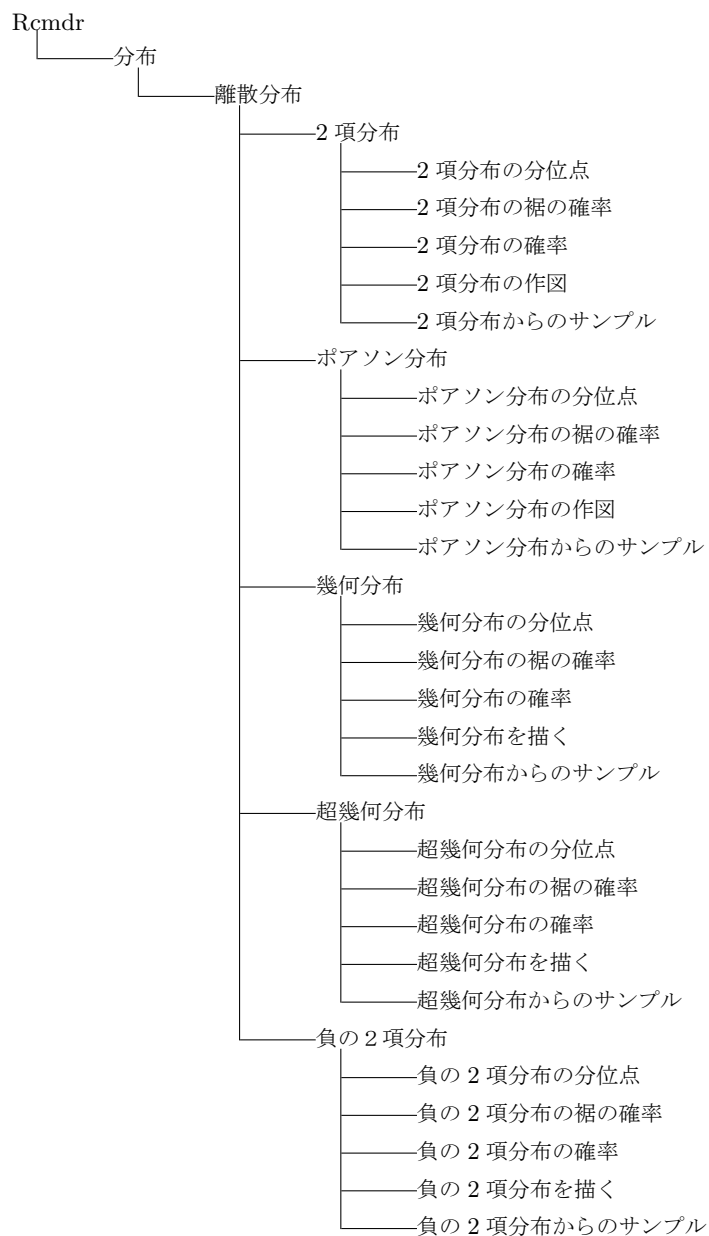 Rcmdr
分布
離散分布
2 項分布
2 項分布の分位点
2 項分布の裾の確率
2 項分布の確率
2 項分布の作図
2 項分布からのサンプル
ポアソン分布
ポアソン分布の分位点
ポアソン分布の裾の確率
ポアソン分布の確率
ポアソン分布の作図
ポアソン分布からのサンプル
幾何分布
幾何分布の分位点
幾何分布の裾の確率
幾何分布の確率
幾何分布を描く
幾何分布からのサンプル
超幾何分布
超幾何分布の分位点
超幾何分布の裾の確率
超幾何分布の確率
超幾何分布を描く
超幾何分布からのサンプル
負の２項分布
負の 2 項分布の分位点
負の 2 項分布の裾の確率
負の 2 項分布の確率
負の 2 項分布を描く
負の 2 項分布からのサンプル